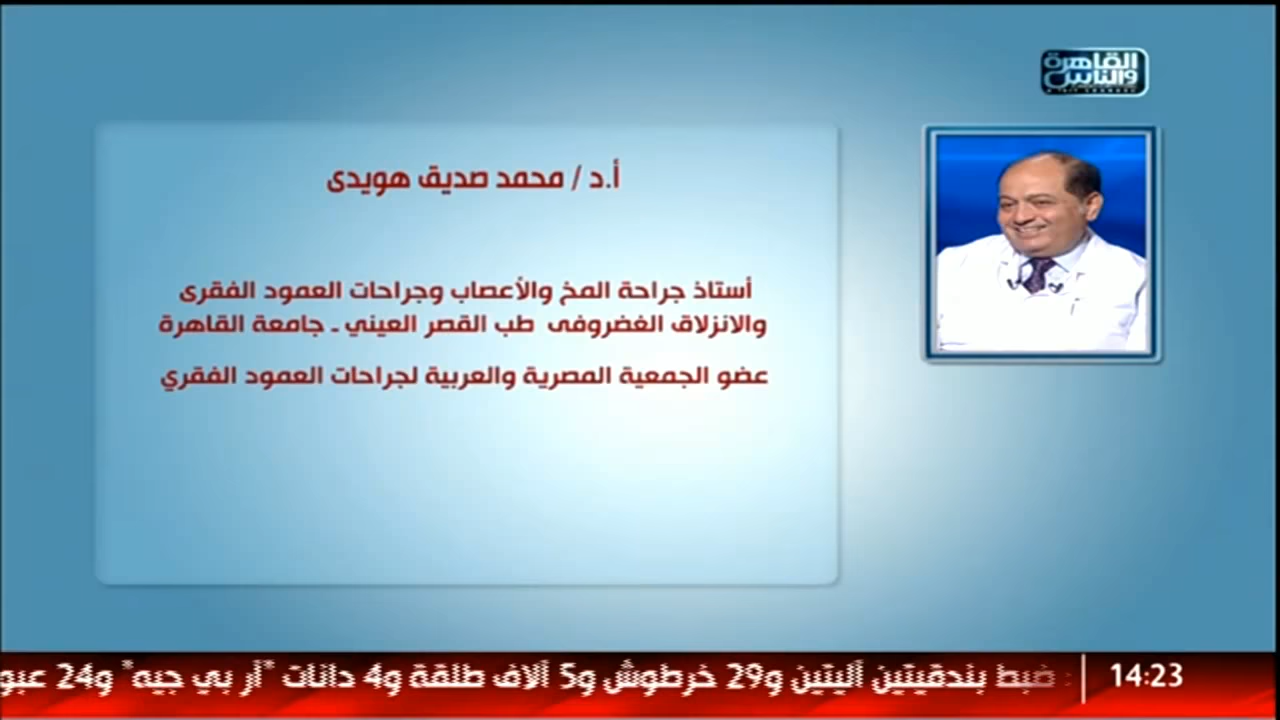 القاهرة
والناس
أ.د / محمد صديق هويدى
أستاذ جراحة المخ والأعصاب وجراحات العمود الفقرى
والانزلاق الغضروفى طب القصر العيني - جامعة القاهرة
عضو الجمعية المصرية والعربية لجراحات العمود الفقري
14:23
ضبط بندقيتين آليتين و29 خرطوش و5 آلاف طلقة و4 دانات "آر بي جيه" و24 عبو